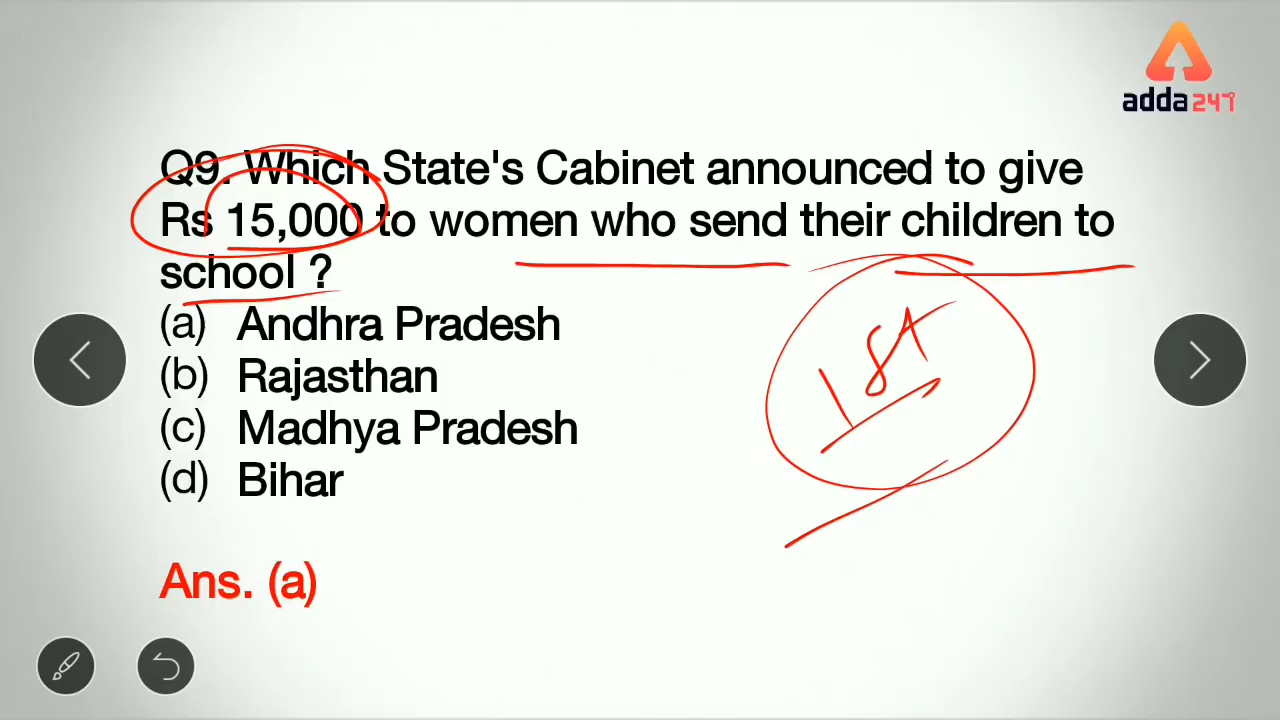 adda247
Q9. Which State's Cabinet announced to give
Rs 15,000 to women who send their children to
school ?
(a) Andhra Pradesh
(b) Rajasthan
(c) Madhya Pradesh
(d) Bihar
1st
Ans. (a)